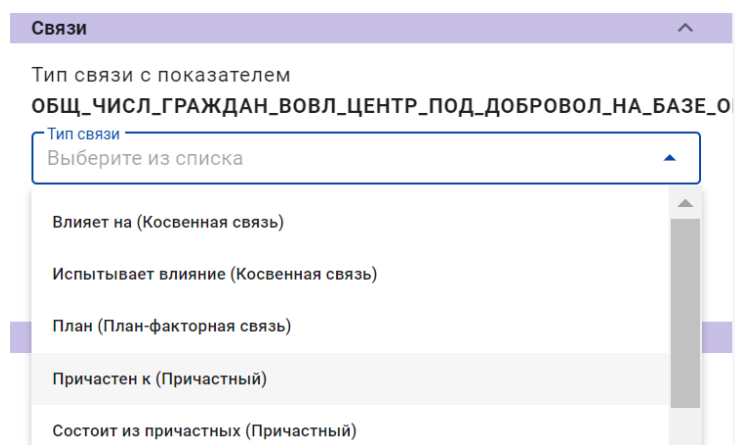 Связи
Тип связи с показателем
ОБЩ_ЧИСЛ_ГРАЖДАН_ВОВЛ_ЦЕНТР_ПОД_ДОБРОВОЛ_НА_БАЗЕ_О
Тип связи
Выберите из списка
Влияет на (Косвенная связь)
Испытывает влияние (Косвенная связь)
План (План-факторная связь)
Причастен к (Причастный)
Состоит из причастных (Причастный)